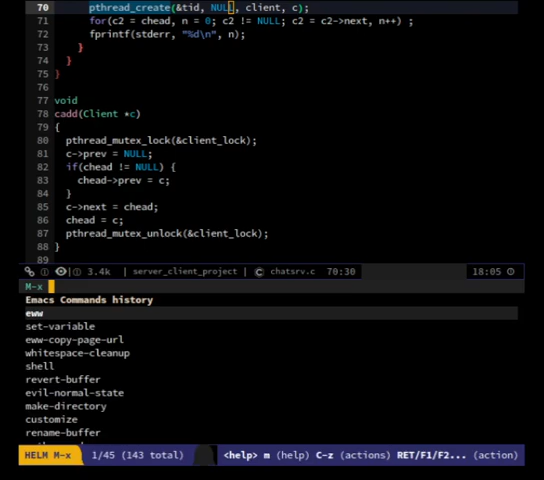 70 pthread_create(&tid, NULL, client, c);
71 for(c2 = chead, n = 0; c2 != NULL; c2 = c2->next, n++) ;
72 fprintf(stderr, "%d\n", n);
73 }
74 }
75 }
76
77 void
78 cadd(Client *c)
79 {
80 pthread_mutex_lock(&client_lock);
81 c->prev = NULL;
82 if(chead != NULL) {
83 chead->prev = c;
84 }
85 c->next = chead;
86 chead = c;
87 pthread_mutex_unlock(&client_lock);
88 }
89
3.4k | server_client_project | chatsrv.c 70:30 18:05
M-x
Emacs Commands history
eww
set-variable
eww-copy-page-url
whitespace-cleanup
shell
revert-buffer
evil-normal-state
make-directory
customize
rename-buffer
HELM M-x 1/45 (143 total) <help> m (help) C-z (actions) RET/F1/F2... (action)